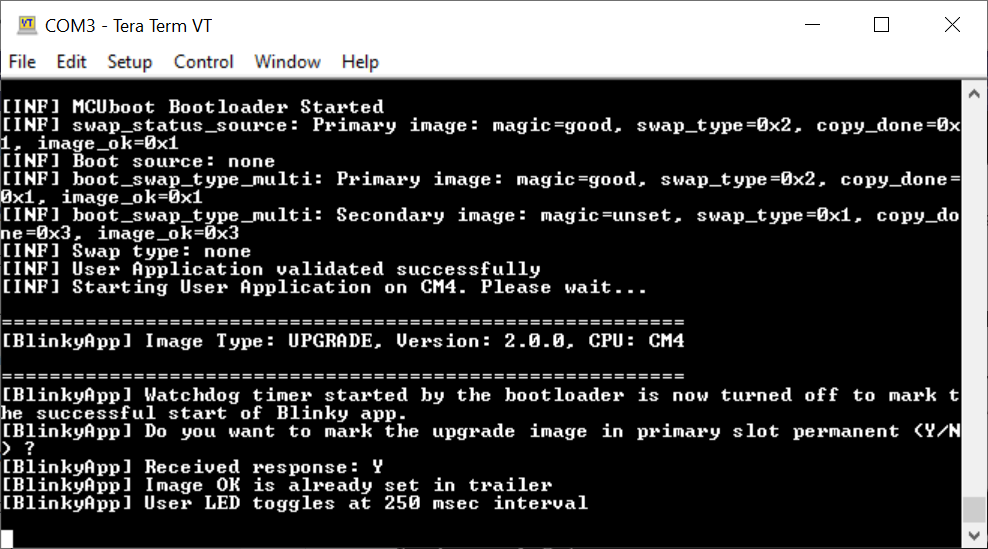 COM3 - Tera Term VT
File Edit Setup Control Window Help
[INF] MCUboot Bootloader Started
[INF] swap_status_source: Primary image: magic=good, swap_type=0x2, copy_done=0x
1, image_ok=0x1
[INF] Boot source: none
[INF] boot_swap_type_multi: Primary image: magic=good, swap_type=0x2, copy_done=
0x1, image_ok=0x1
[INF] boot_swap_type_multi: Secondary image: magic=unset, swap_type=0x1, copy_do
ne=0x3, image_ok=0x3
[INF] Swap type: none
[INF] User Application validated successfully
[INF] Starting User Application on CM4. Please wait...
=========================================================
[BlinkyApp] Image Type: UPGRADE, Version: 2.0.0, CPU: CM4
=========================================================
[BlinkyApp] Watchdog timer started by the bootloader is now turned off to mark t
he successful start of Blinky app.
[BlinkyApp] Do you want to mark the upgrade image in primary slot permanent (Y/N
) ?
[BlinkyApp] Received response: Y
[BlinkyApp] Image OK is already set in trailer
[BlinkyApp] User LED toggles at 250 msec interval